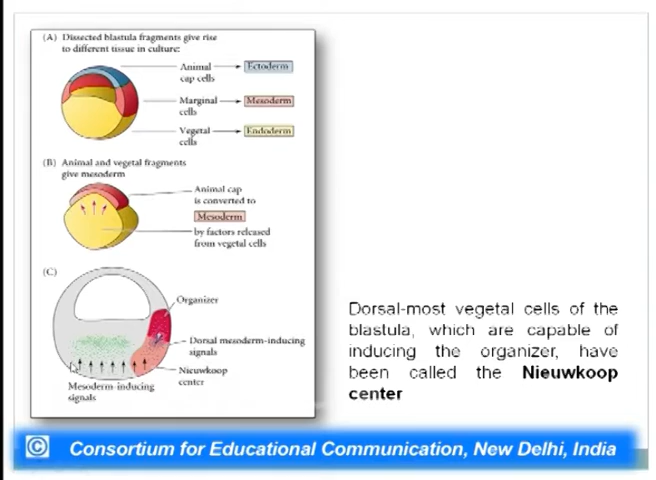 (A) Dissected blastula fragments give rise
to different tissue in culture:
Animal
cap cells
Ectoderm
Marginal
cells
Mesoderm
Vegetal
cells
Endoderm
(B) Animal and vegetal fragments
give mesoderm
Animal cap
is converted to
Mesoderm
by factors released
from vegetal cells
(C)
Organizer
Dorsal mesoderm-inducing
signals
Nieuwkoop
center
Mesoderm-inducing
signals
Dorsal-most vegetal cells of the
blastula, which are capable of
inducing the organizer, have
been called the Nieuwkoop
center
© Consortium for Educational Communication, New Delhi, India